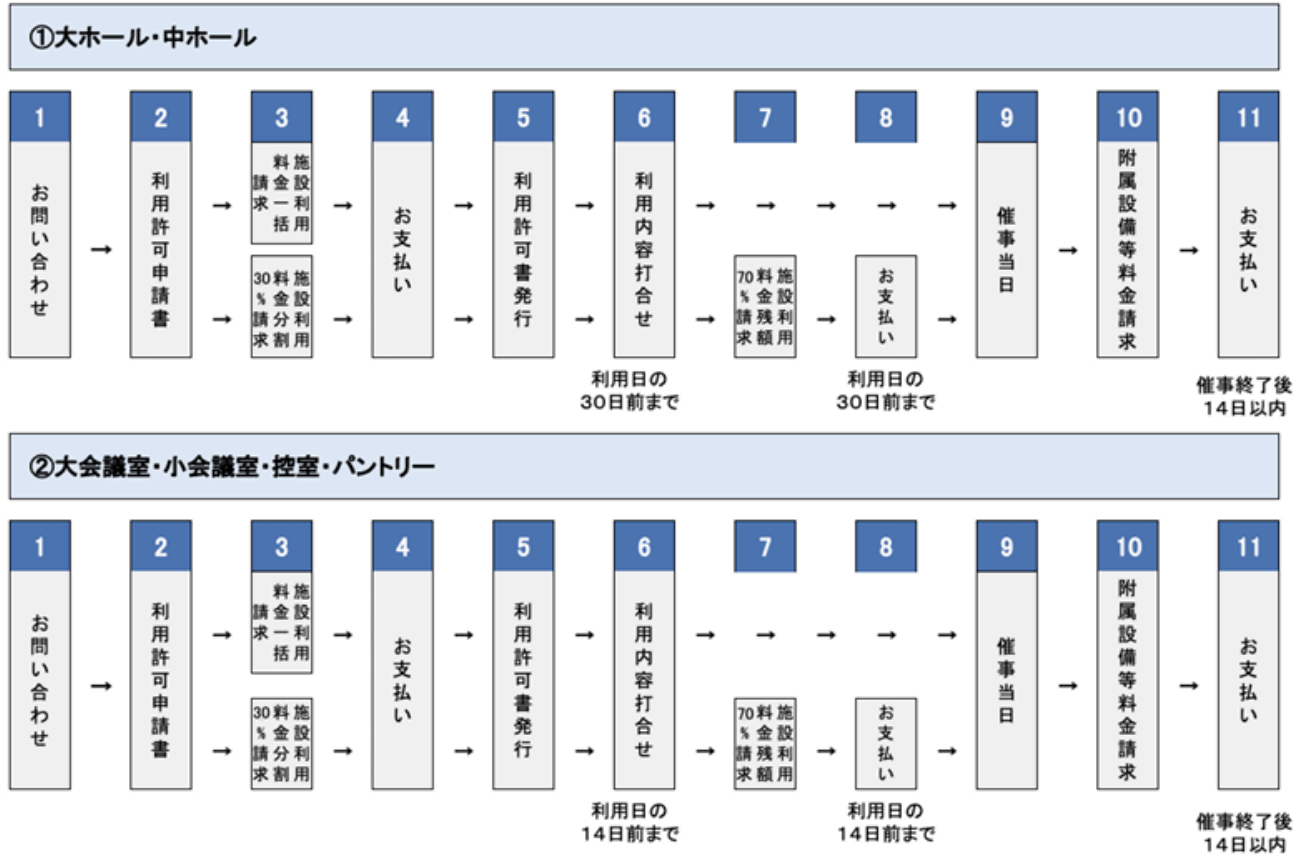 ①大ホール・中ホール
1
お問い合わせ
2
利用許可申請書
3
施設利用
料金一括
請求
施設利用
料金分割
30%請求
4
お支払い
5
利用許可書発行
6
利用内容打合せ
利用日の
30日前まで
7
施設利用
料金残額
70%請求
8
お支払い
利用日の
30日前まで
9
催事当日
10
附属設備等料金請求
11
お支払い
催事終了後
14日以内
②大会議室・小会議室・控室・パントリー
1
お問い合わせ
2
利用許可申請書
3
施設利用
料金一括
請求
施設利用
料金分割
30%請求
4
お支払い
5
利用許可書発行
6
利用内容打合せ
利用日の
14日前まで
7
施設利用
料金残額
70%請求
8
お支払い
利用日の
14日前まで
9
催事当日
10
附属設備等料金請求
11
お支払い
催事終了後
14日以内